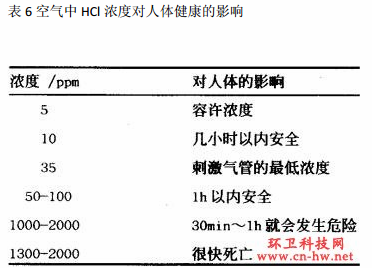 表 6 空气中 HCl 浓度对人体健康的影响
浓度 /ppm 对人体的影响
5 容许浓度
10 几小时以内安全
35 刺激气管的最低浓度
50-100 1h 以内安全
1000-2000 30min～1h 就会发生危险
1300-2000 很快死亡
环卫科技网
www.cn-hw.net